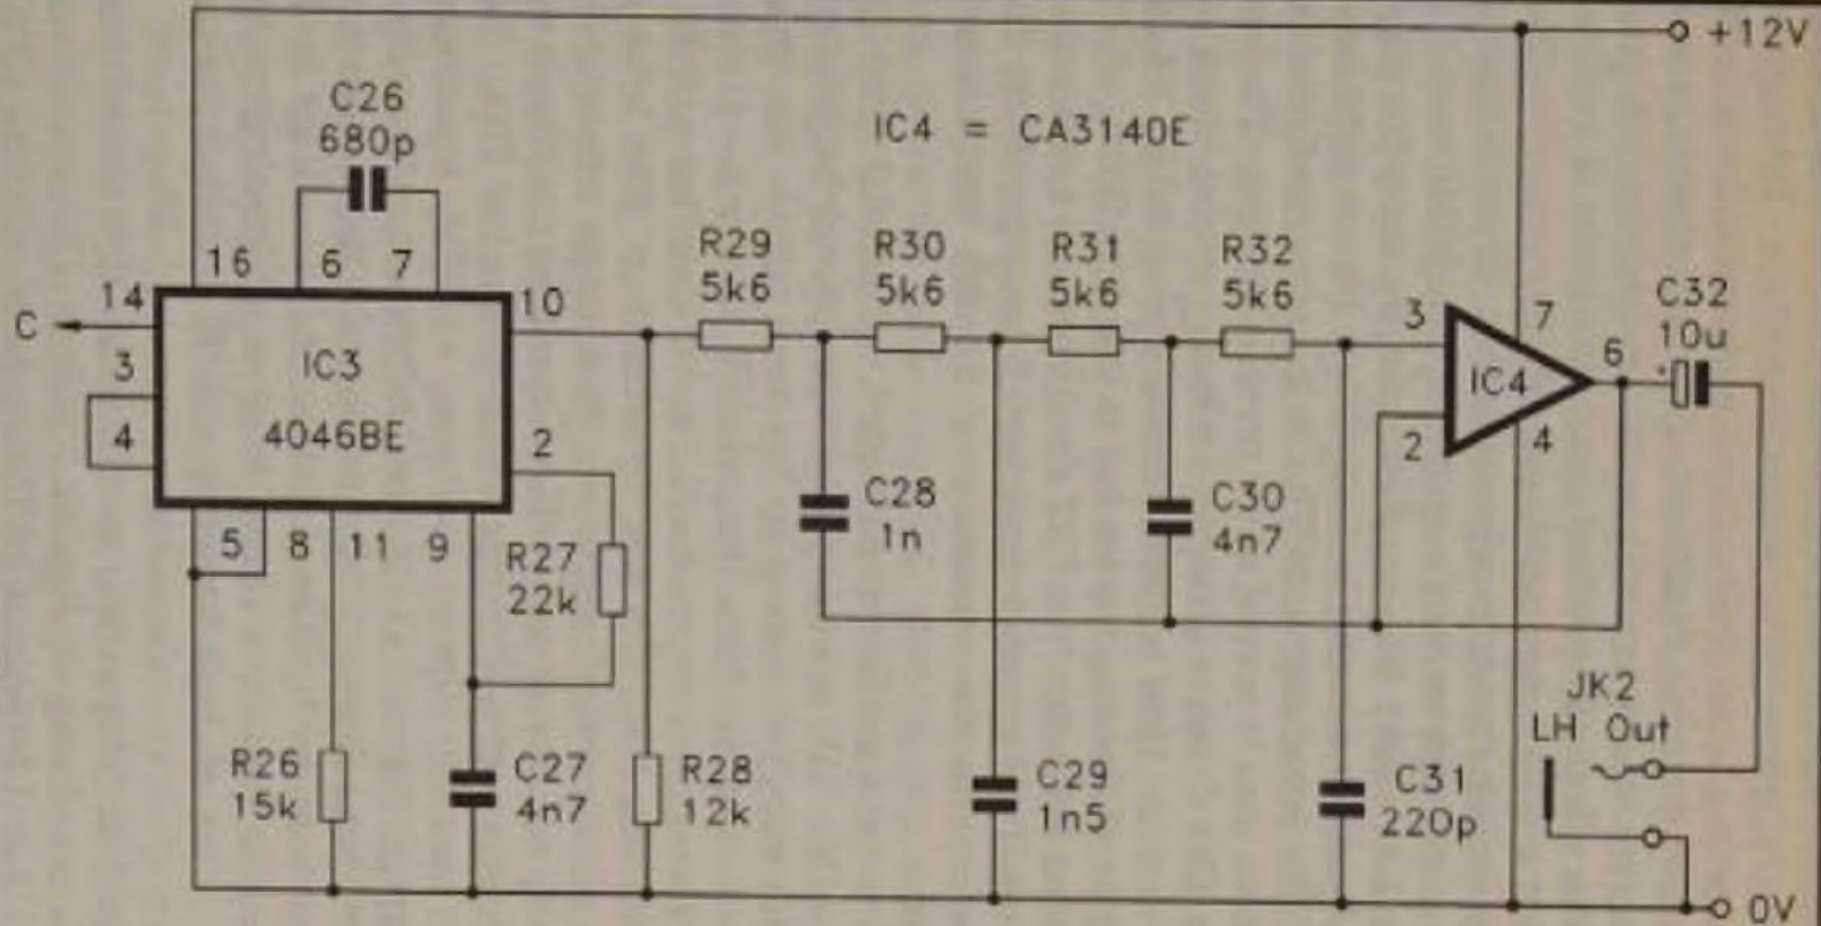 +12V
C26
680p
IC4 = CA3140E
16
6
7
R29
5k6
R30
5k6
R31
5k6
R32
5k6
C32
10u
14
10
C
3
7
6
3
IC3
IC4
4
4046BE
2
2
4
C28
1n
C30
4n7
5
8
11
9
R27
22k
JK2
LH Out
R26
15k
C27
4n7
R28
12k
C29
1n5
C31
220p
0V